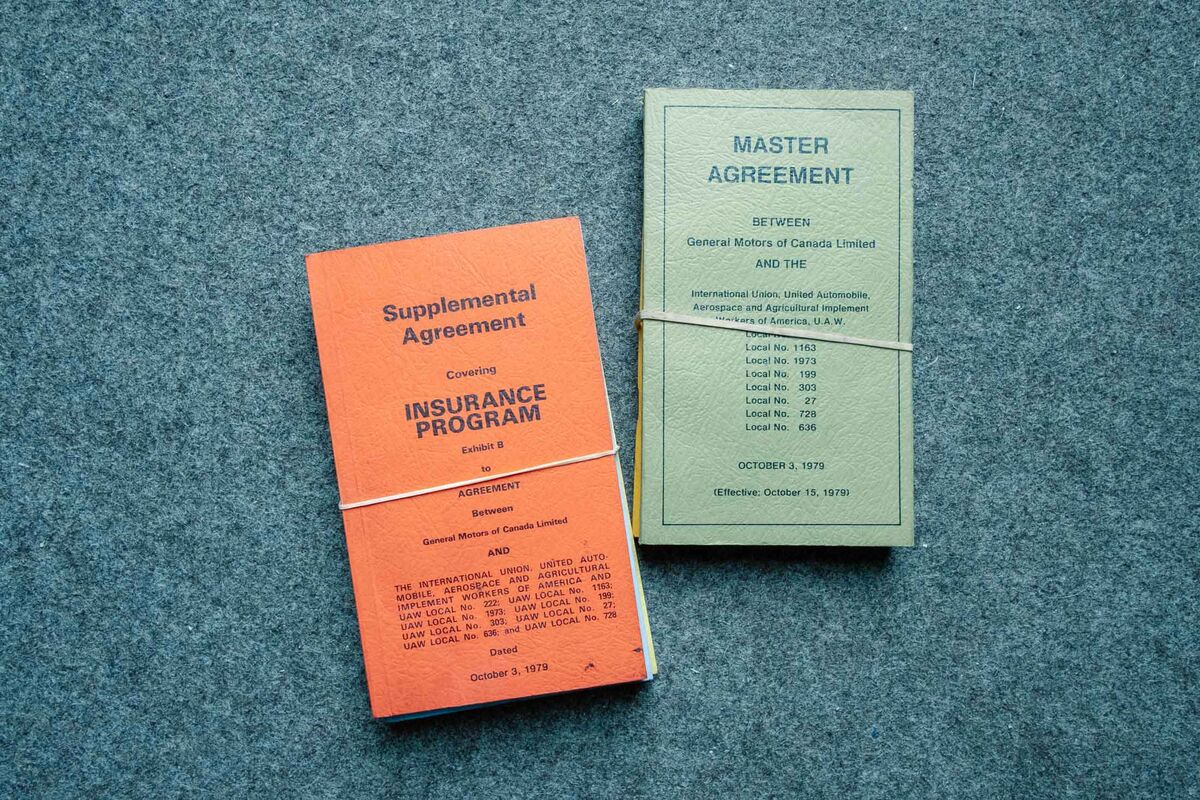 Supplemental
Agreement
Covering
INSURANCE
PROGRAM
Exhibit B
to
AGREEMENT
Between
General Motors of Canada Limited
AND
THE INTERNATIONAL UNION, UNITED AUTO-
MOBILE, AEROSPACE AND AGRICULTURAL
IMPLEMENT WORKERS OF AMERICA AND
UAW LOCAL No. 222; UAW LOCAL No. 1163;
UAW LOCAL No. 1973; UAW LOCAL No. 199;
UAW LOCAL No. 303; UAW LOCAL No. 27;
UAW LOCAL No. 636; and UAW LOCAL No. 728
Dated
October 3, 1979
MASTER
AGREEMENT
BETWEEN
General Motors of Canada Limited
AND THE
International Union, United Automobile,
Aerospace and Agricultural Implement
Workers of America, U.A.W.
Local
Local No. 1163
Local No. 1973
Local No. 199
Local No. 303
Local No. 27
Local No. 728
Local No. 636
OCTOBER 3, 1979
(Effective: October 15, 1979)